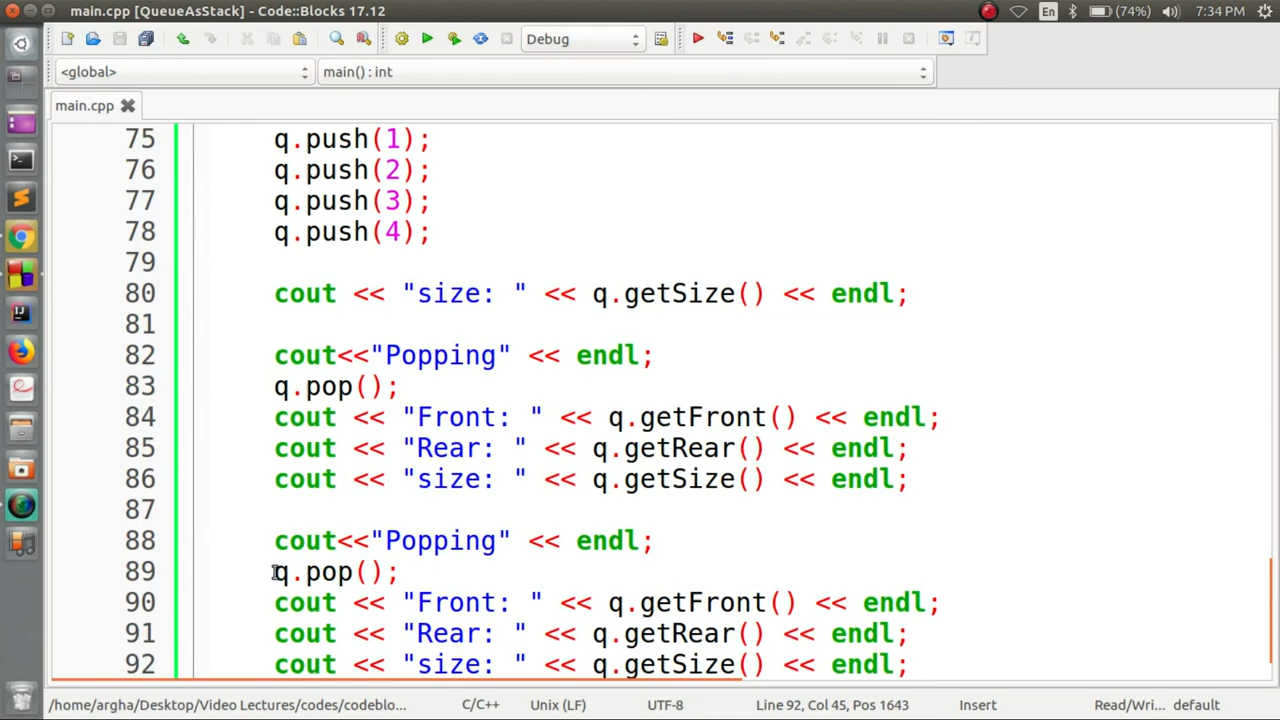 main.cpp [QueueAsStack] - Code::Blocks 17.12
En
(74%)
7:34 PM
Debug
<global>
main() : int
main.cpp
75 q.push(1);
76 q.push(2);
77 q.push(3);
78 q.push(4);
79
80 cout << "size: " << q.getSize() << endl;
81
82 cout<<"Popping" << endl;
83 q.pop();
84 cout << "Front: " << q.getFront() << endl;
85 cout << "Rear: " << q.getRear() << endl;
86 cout << "size: " << q.getSize() << endl;
87
88 cout<<"Popping" << endl;
89 q.pop();
90 cout << "Front: " << q.getFront() << endl;
91 cout << "Rear: " << q.getRear() << endl;
92 cout << "size: " << q.getSize() << endl;
/home/argha/Desktop/Video Lectures/codes/codeblo... C/C++ Unix (LF) UTF-8 Line 92, Col 45, Pos 1643 Insert Read/Wri... default